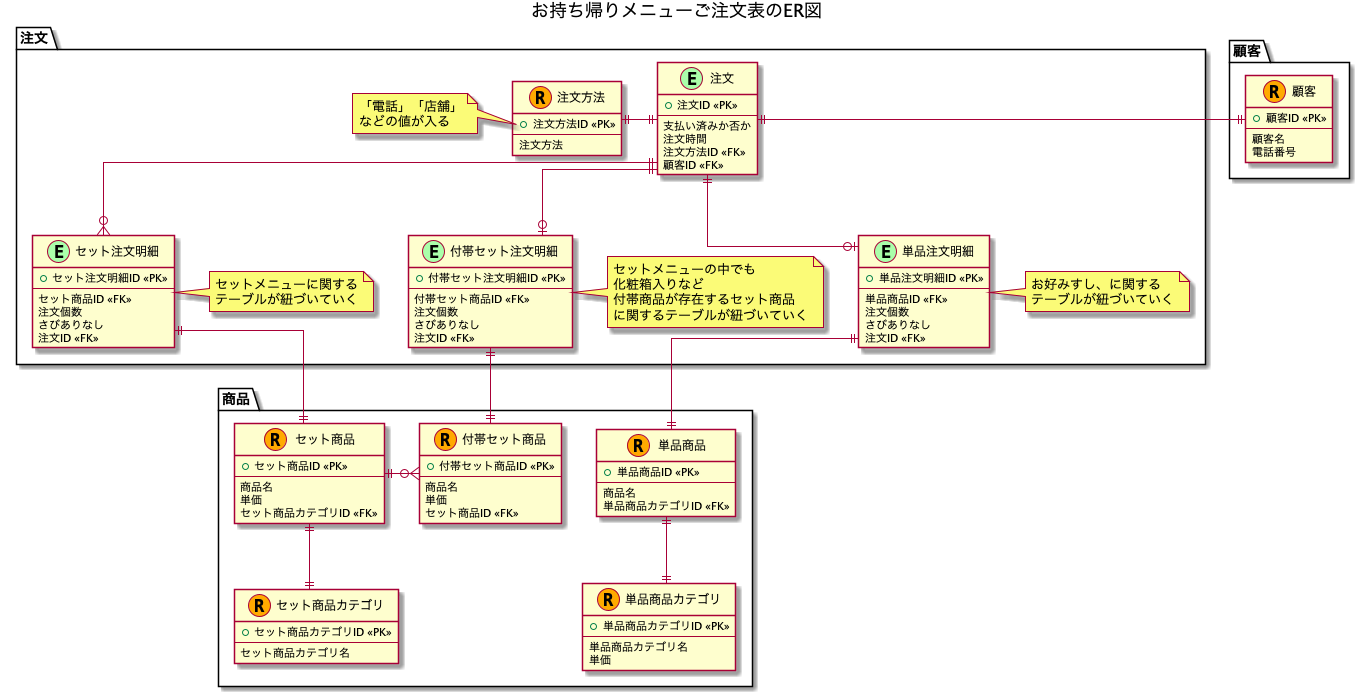 お持ち帰りメニューご注文表のER図
注文
顧客
「電話」「店舗」
などの値が入る
R 注文方法
注文方法ID «PK»
注文方法
E 注文
注文ID «PK»
支払い済みか否か
注文時間
注文方法ID «FK»
顧客ID «FK»
R 顧客
顧客ID «PK»
顧客名
電話番号
E セット注文明細
セット注文明細ID «PK»
セット商品ID «FK»
注文個数
さびありなし
注文ID «FK»
セットメニューに関する
テーブルが紐づいていく
E 付帯セット注文明細
付帯セット注文明細ID «PK»
付帯セット商品ID «FK»
注文個数
さびありなし
注文ID «FK»
セットメニューの中でも
化粧箱入りなど
付帯商品が存在するセット商品
に関するテーブルが紐づいていく
E 単品注文明細
単品注文明細ID «PK»
単品商品ID «FK»
注文個数
さびありなし
注文ID «FK»
お好みすし、に関する
テーブルが紐づいていく
商品
R セット商品
セット商品ID «PK»
商品名
単価
セット商品カテゴリID «FK»
R 付帯セット商品
付帯セット商品ID «PK»
商品名
単価
セット商品ID «FK»
R 単品商品
単品商品ID «PK»
商品名
単品商品カテゴリID «FK»
R セット商品カテゴリ
セット商品カテゴリID «PK»
セット商品カテゴリ名
R 単品商品カテゴリ
単品商品カテゴリID «PK»
単品商品カテゴリ名
単価